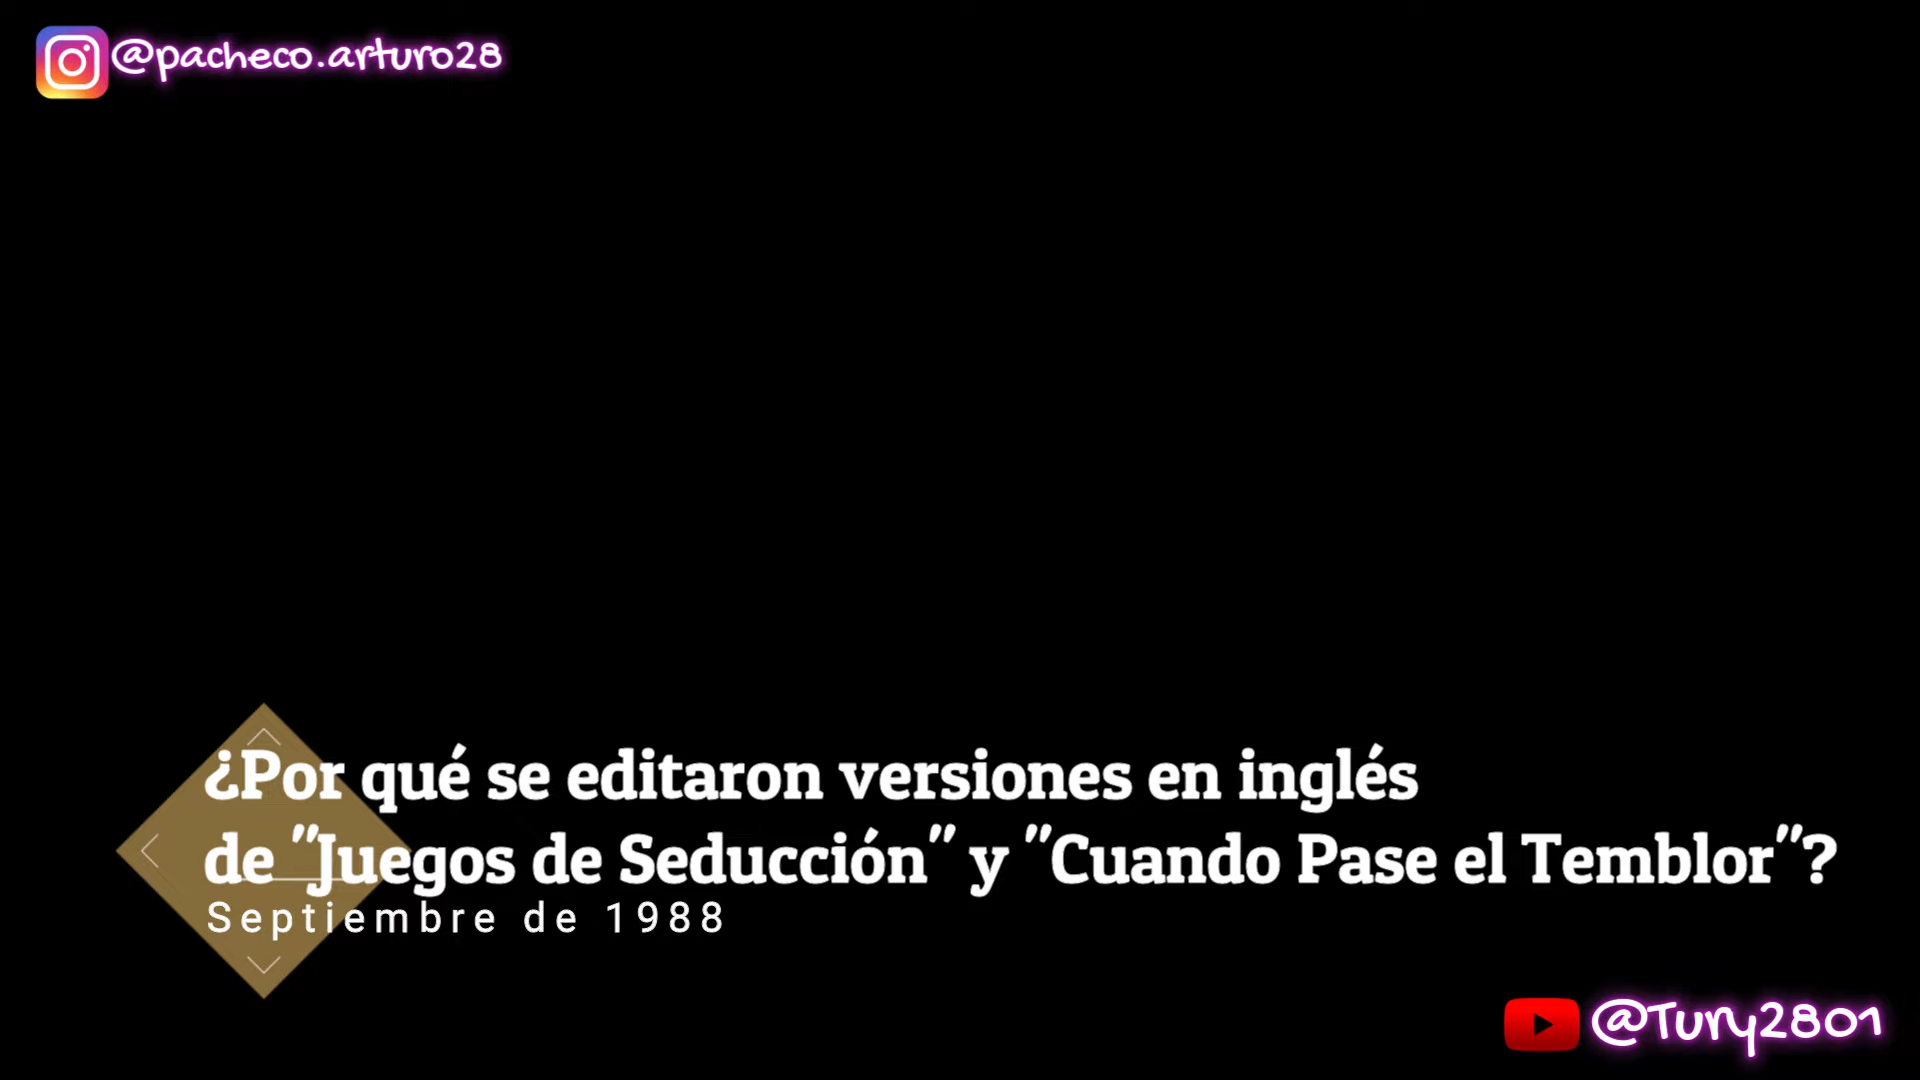 @pacheco.arturo28
¿Por qué se editaron versiones en inglés
de "Juegos de Seducción" y "Cuando Pase el Temblor"?
Septiembre de 1988
@Tury2801